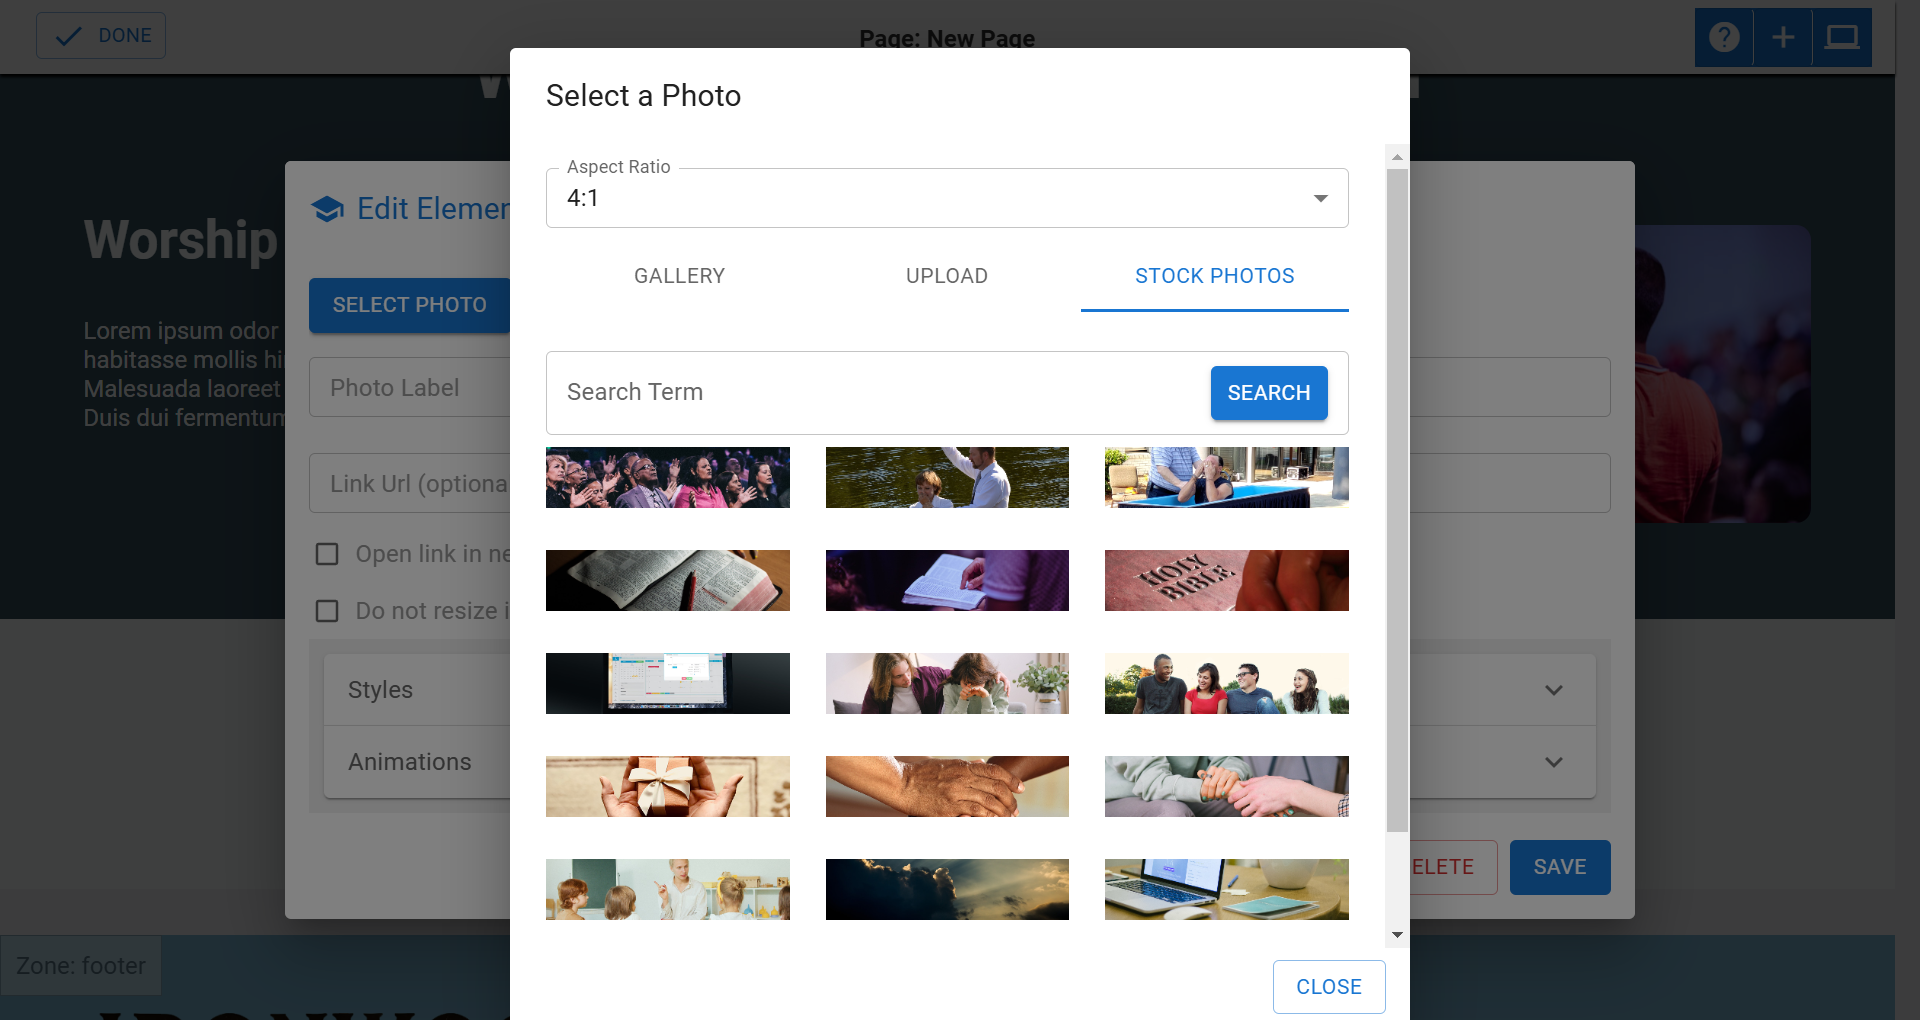 DONE
Page: New Page
Select a Photo
Aspect Ratio
4:1
GALLERY
UPLOAD
STOCK PHOTOS
Search Term
SEARCH
HOLY
BIBLE
CLOSE
Edit Elemen
SELECT PHOTO
Photo Label
Link Url (optiona
Open link in ne
Do not resize i
Styles
Animations
ELETE
SAVE
Worship
Lorem ipsum odor
habitasse mollis hi
Malesuada laoreet
Duis dui fermentum
Zone: footer